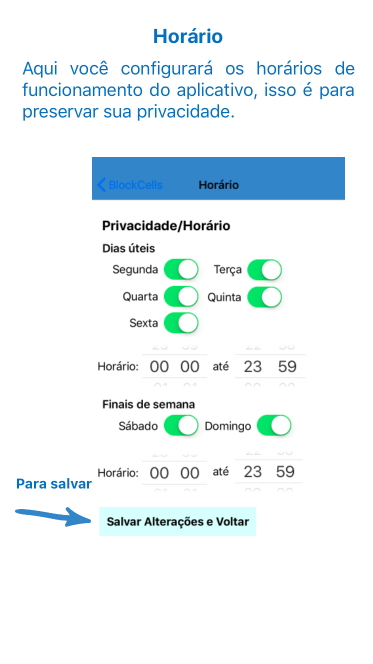 Horário
Aqui você configurará os horários de
funcionamento do aplicativo, isso é para
preservar sua privacidade.
BlockCells Horário
Privacidade/Horário
Dias úteis
Segunda Terça
Quarta Quinta
Sexta
Horário: 00 00 até 23 59
Finais de semana
Sábado Domingo
Horário: 00 00 até 23 59
Para salvar
Salvar Alterações e Voltar